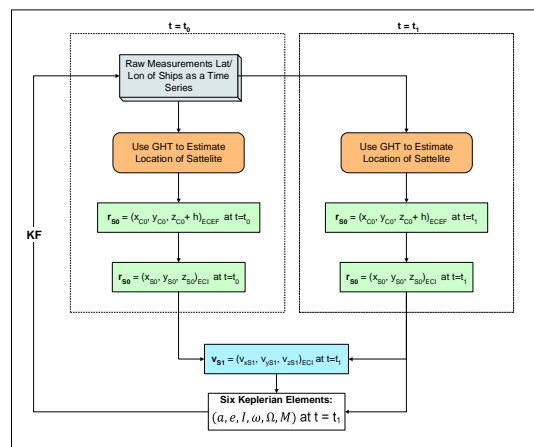 t = t0
t = t1
Raw Measurements Lat/
Lon of Ships as a Time
Series
Use GHT to Estimate
Location of Sattelite
Use GHT to Estimate
Location of Sattelite
rS0 = (xC0, yC0, zC0+ h)ECEF at t=t0
rS0 = (xC0, yC0, zC0+ h)ECEF at t=t1
KF
rS0 = (xS0, yS0, zS0)ECI at t=t0
rS0 = (xS0, yS0, zS0)ECI at t=t1
vS1 = (vxS1, vyS1, vzS1)ECI at t=t1
Six Keplerian Elements:
(a, e, I, ω, Ω, M) at t = t1